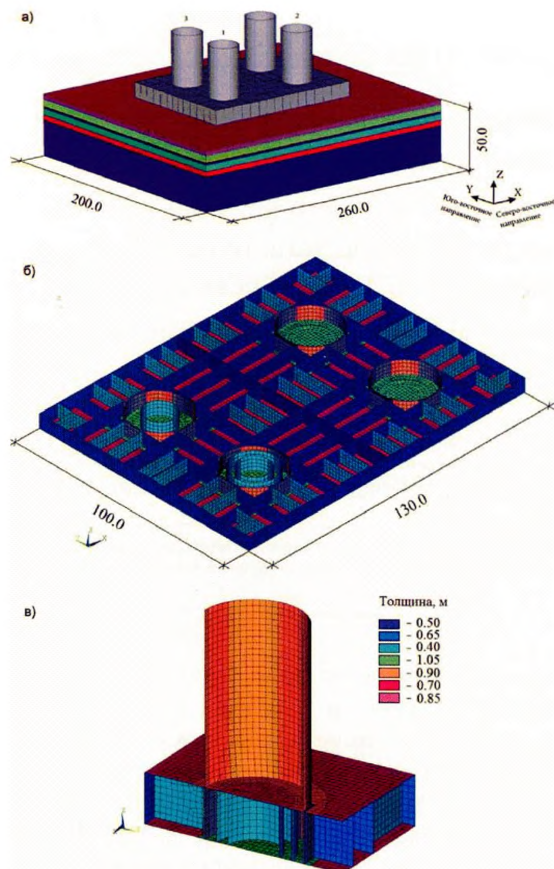 а)
3
1
2
50.0
200.0
260.0
Z
Y
X
Юго-восточное направление
Северо-восточное направление
б)
100.0
130.0
в)
Толщина, м
- 0.50
- 0.65
- 0.40
- 1.05
- 0.90
- 0.70
- 0.85